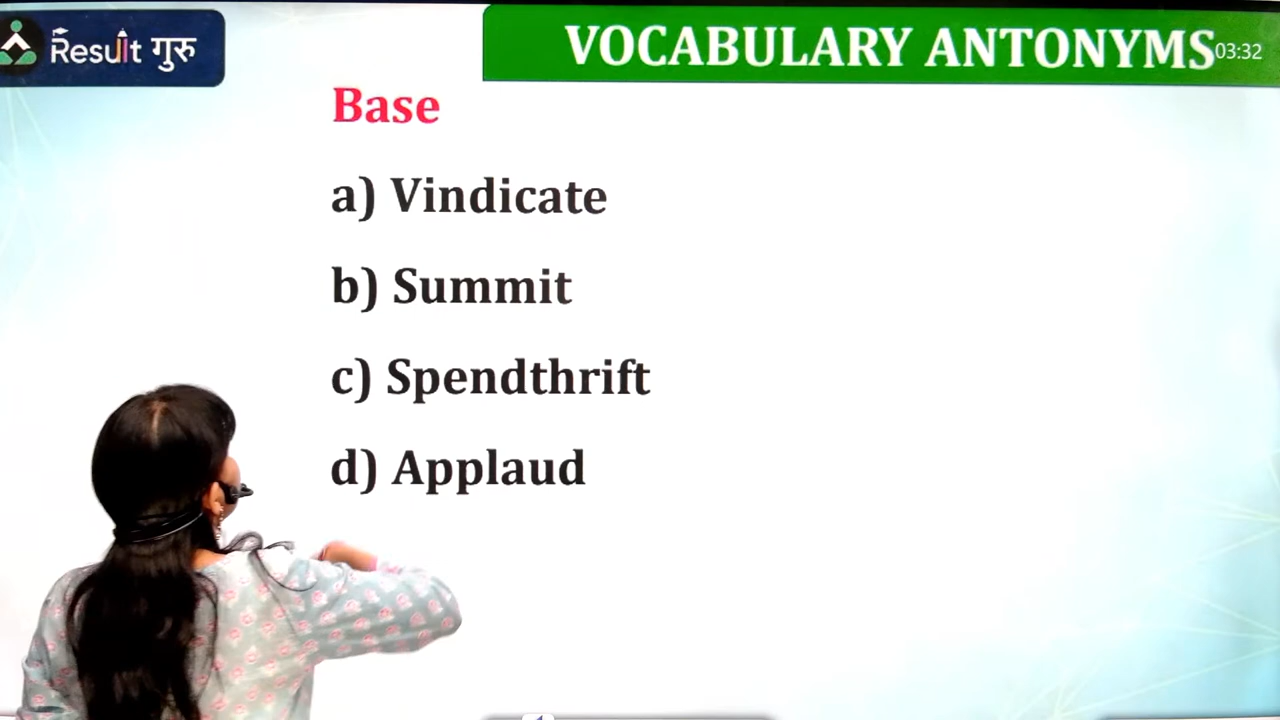 Result गुरु
VOCABULARY ANTONYMS
03:32
Base
a) Vindicate
b) Summit
c) Spendthrift
d) Applaud